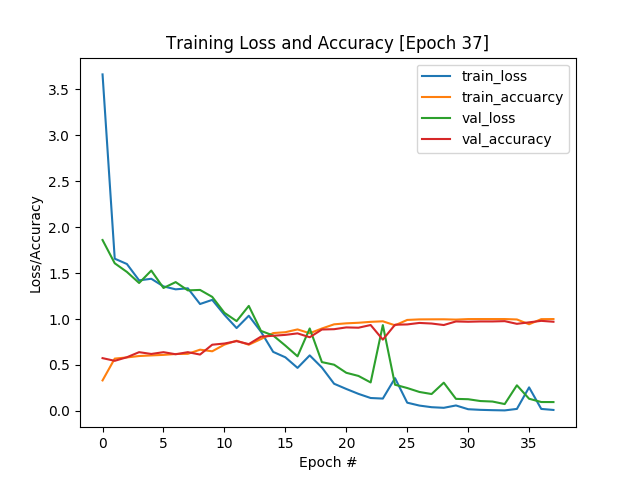 Training Loss and Accuracy [Epoch 37]
train_loss
train_accuarcy
val_loss
val_accuracy
3.5
3.0
2.5
2.0
1.5
1.0
0.5
0.0
Loss/Accuracy
0 5 10 15 20 25 30 35
Epoch #